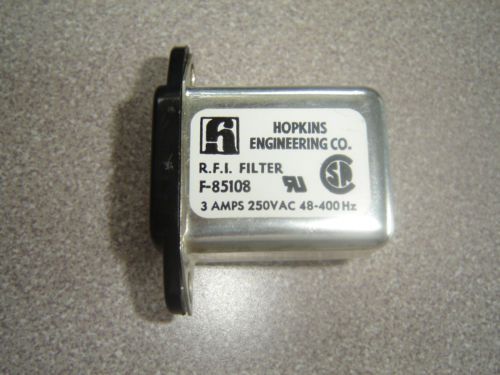 HOPKINS
ENGINEERING CO.
R.F.I. FILTER
F-85108
3 AMPS 250VAC 48-400 Hz